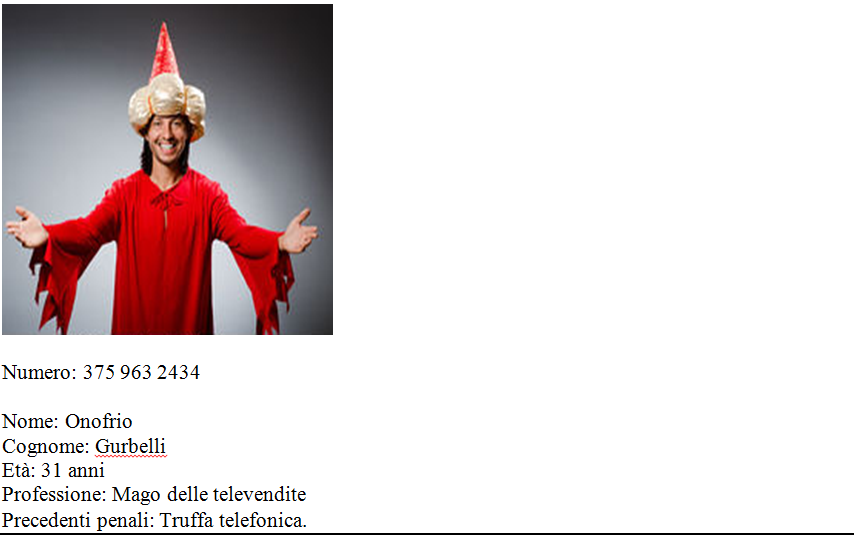 Numero: 375 963 2434
Nome: Onofrio
Cognome: Gurbelli
Età: 31 anni
Professione: Mago delle televendite
Precedenti penali: Truffa telefonica.